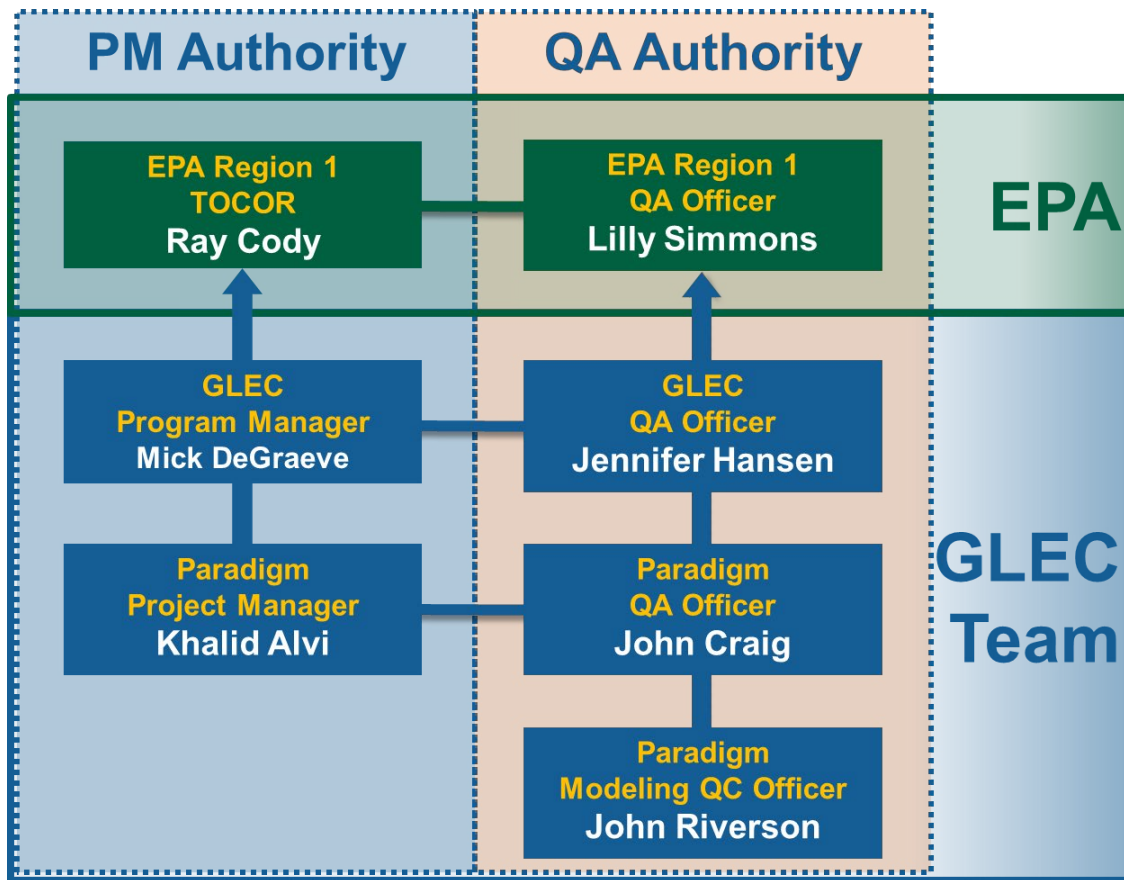 PM Authority
QA Authority
EPA Region 1
TOCOR
Ray Cody
EPA Region 1
QA Officer
Lilly Simmons
EPA
GLEC
Program Manager
Mick DeGraeve
GLEC
QA Officer
Jennifer Hansen
Paradigm
Project Manager
Khalid Alvi
Paradigm
QA Officer
John Craig
GLEC
Team
Paradigm
Modeling QC Officer
John Riverson